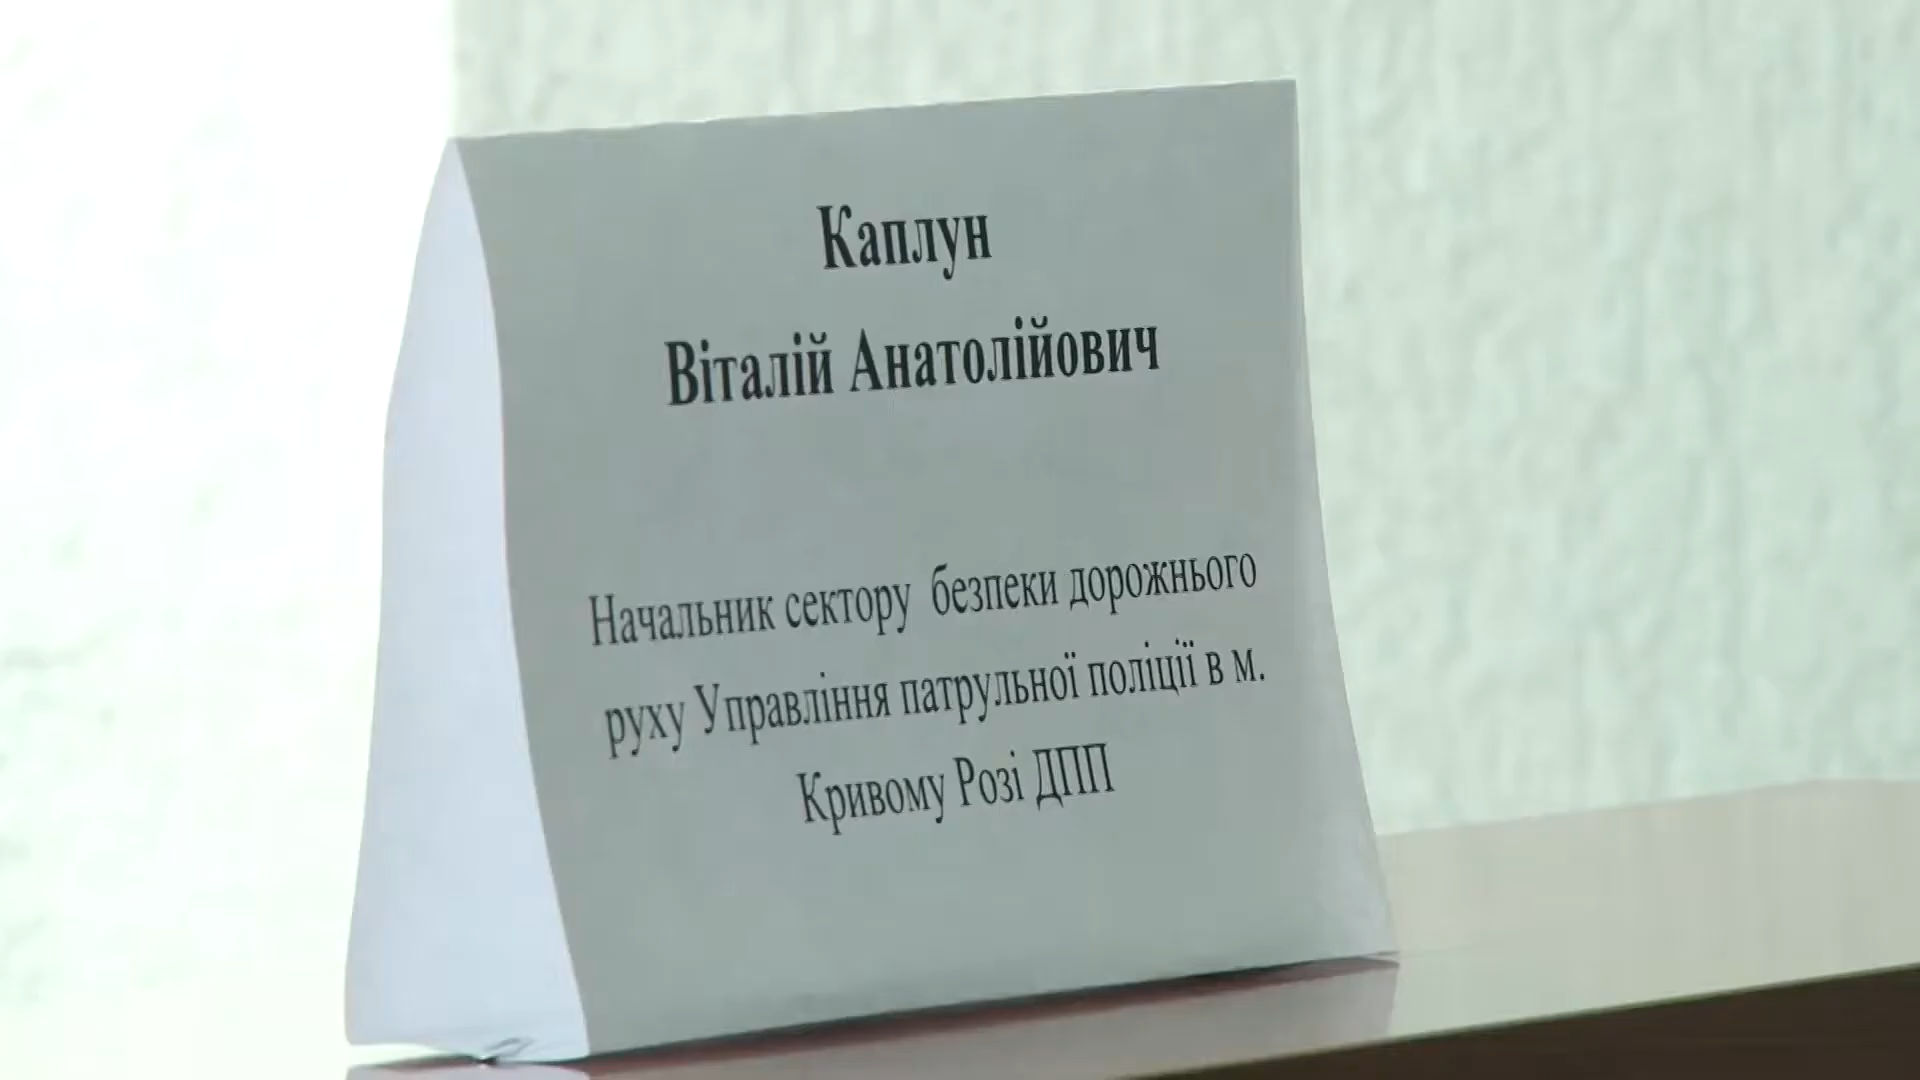 Каплун
Віталій Анатолійович
Начальник сектору безпеки дорожнього
руху Управління патрульної поліції в м.
Кривому Розі ДПП